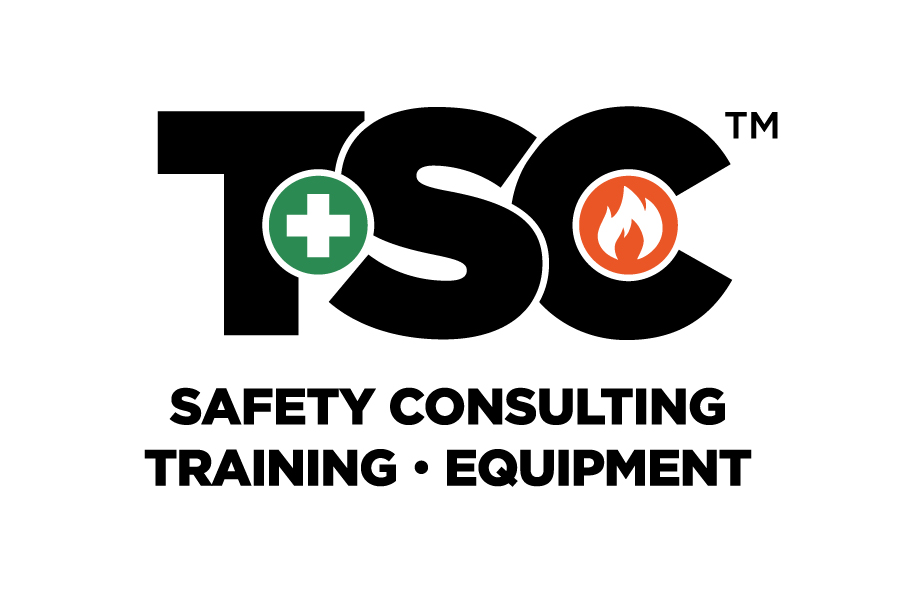 TSC™
SAFETY CONSULTING
TRAINING • EQUIPMENT